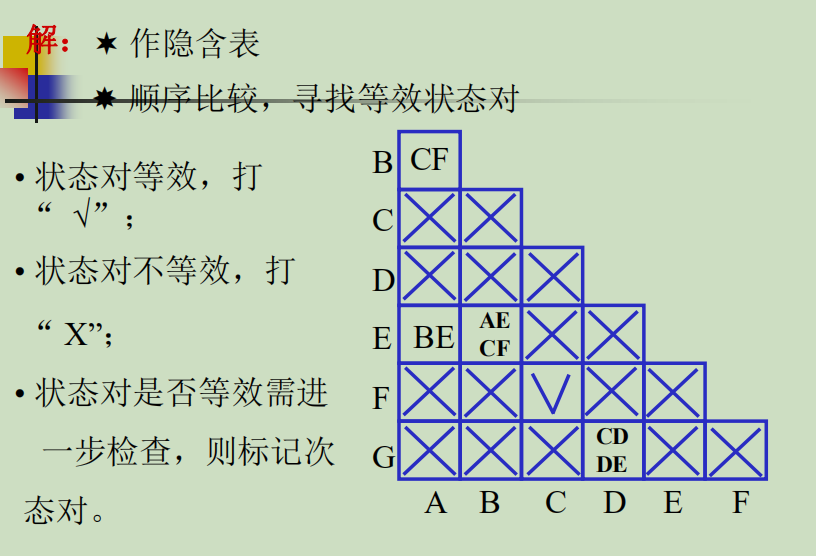 解： ✶ 作隐含表
✸ 顺序比较，寻找等效状态对
• 状态对等效，打
“ √” ；
• 状态对不等效，打
“ X”；
• 状态对是否等效需进
一步检查，则标记次
态对。
B CF
C
D
E BE AE
CF
F
G CD
DE
A B C D E F